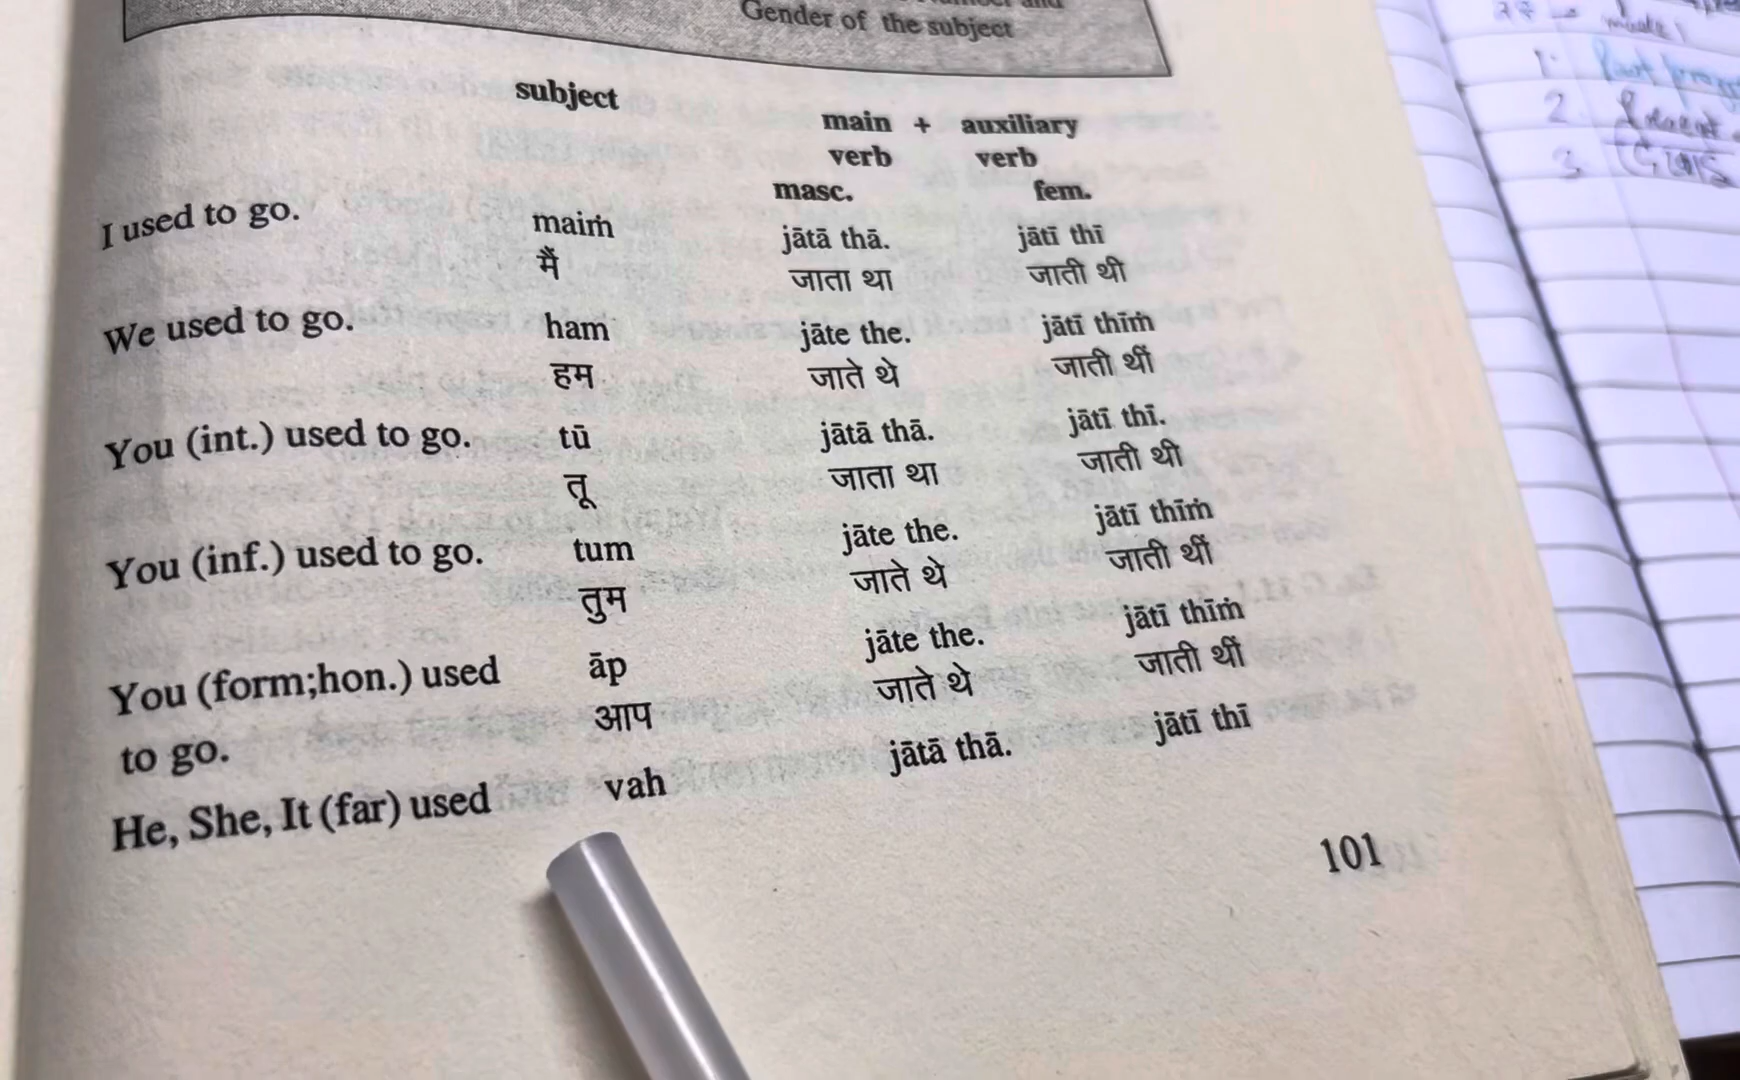 Gender of the subject
subject
main + auxiliary
verb verb
masc. fem.
I used to go. maiṁ jātā thā. jātī thī
मैं जाता था जाती थी
We used to go. ham jāte the. jātī thīṁ
हम जाते थे जाती थीं
You (int.) used to go. tū jātā thā. jātī thī.
तू जाता था जाती थी
You (inf.) used to go. tum jāte the. jātī thīṁ
तुम जाते थे जाती थीं
You (form;hon.) used āp jāte the. jātī thīṁ
to go. आप जाते थे जाती थीं
He, She, It (far) used vah jātā thā. jātī thī
101
1.
2
3